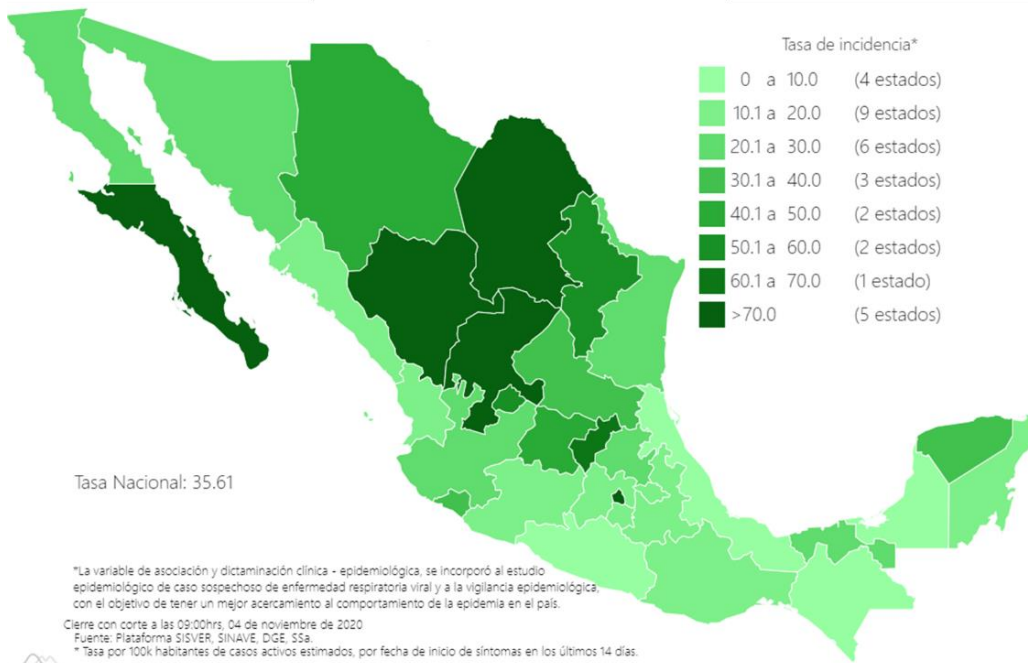 Tasa de incidencia*
0 a 10.0 (4 estados)
10.1 a 20.0 (9 estados)
20.1 a 30.0 (6 estados)
30.1 a 40.0 (3 estados)
40.1 a 50.0 (2 estados)
50.1 a 60.0 (2 estados)
60.1 a 70.0 (1 estado)
>70.0 (5 estados)
Tasa Nacional: 35.61
*La variable de asociación y dictaminación clínica - epidemiológica, se incorporó al estudio
epidemiológico de caso sospechoso de enfermedad respiratoria viral y a la vigilancia epidemiológica,
con el objetivo de tener un mejor acercamiento al comportamiento de la epidemia en el país.
Cierre con corte a las 09:00hrs, 04 de noviembre de 2020
Fuente: Plataforma SISVER, SINAVE, DGE, SSa.
* Tasa por 100k habitantes de casos activos estimados, por fecha de inicio de síntomas en los últimos 14 días.